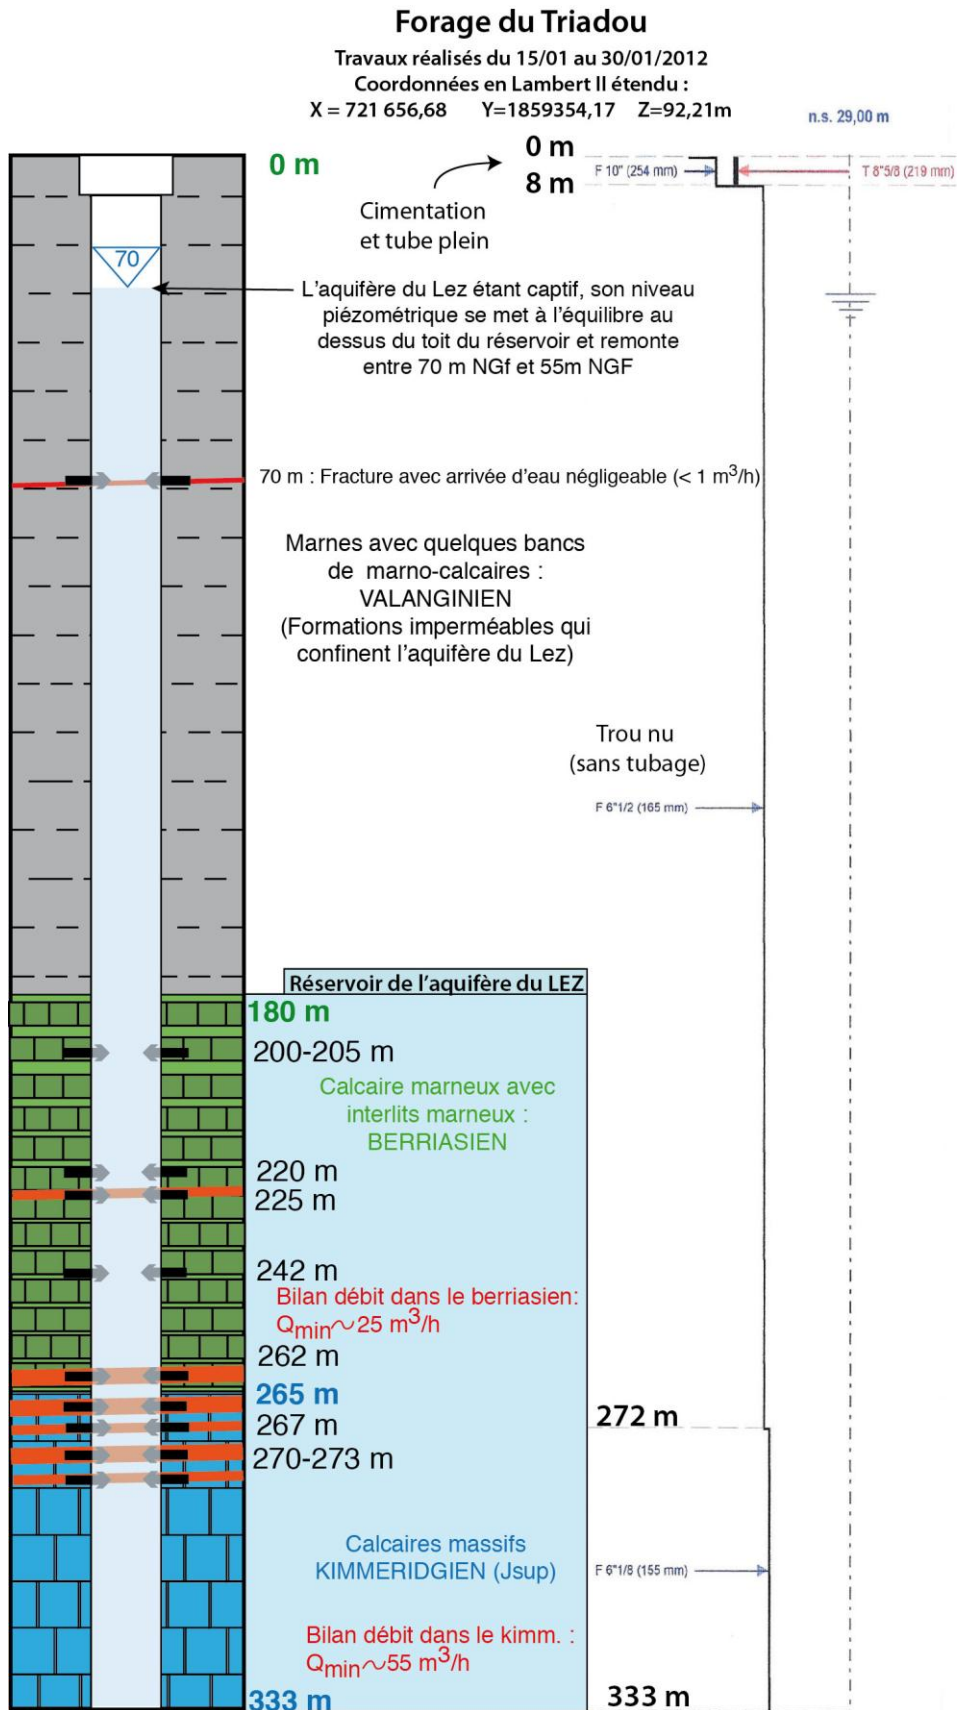 Forage du Triadou
Travaux réalisés du 15/01 au 30/01/2012
Coordonnées en Lambert II étendu :
X = 721 656,68 Y=1859354,17 Z=92,21m
n.s. 29,00 m
0 m
0 m
8 m
F 10" (254 mm)
T 8"5/8 (219 mm)
Cimentation
et tube plein
70
L'aquifère du Lez étant captif, son niveau
piézométrique se met à l'équilibre au
dessus du toit du réservoir et remonte
entre 70 m NGf et 55m NGF
70 m : Fracture avec arrivée d'eau négligeable (< 1 m³/h)
Marnes avec quelques bancs
de marno-calcaires :
VALANGINIEN
(Formations imperméables qui
confinent l'aquifère du Lez)
Trou nu
(sans tubage)
F 6"1/2 (165 mm)
Réservoir de l'aquifère du LEZ
180 m
200-205 m
Calcaire marneux avec
interlits marneux :
BERRIASIEN
220 m
225 m
242 m
Bilan débit dans le berriasien:
Qmin~25 m³/h
262 m
265 m
267 m
272 m
270-273 m
Calcaires massifs
KIMMERIDGIEN (Jsup)
F 6"1/8 (155 mm)
Bilan débit dans le kimm. :
Qmin~55 m³/h
333 m
333 m